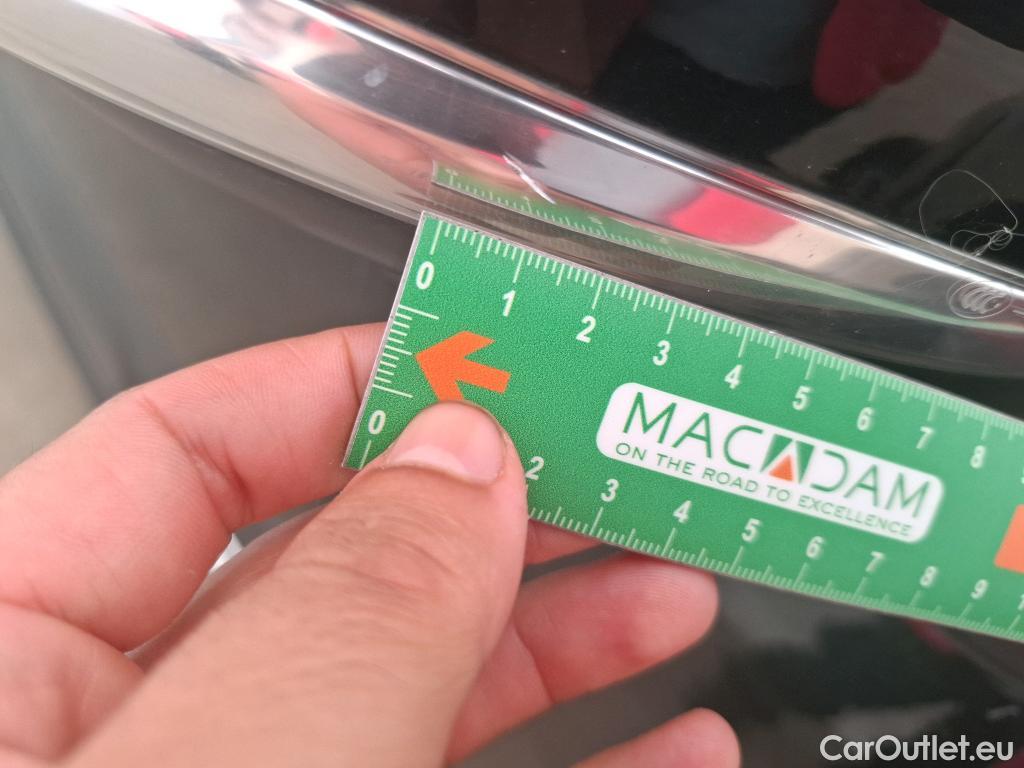 0 1 2 3 4 5 6 7 8
MACADAM
ON THE ROAD TO EXCELLENCE
0 2 3 4 5 6 7 8 9
CarOutlet.eu